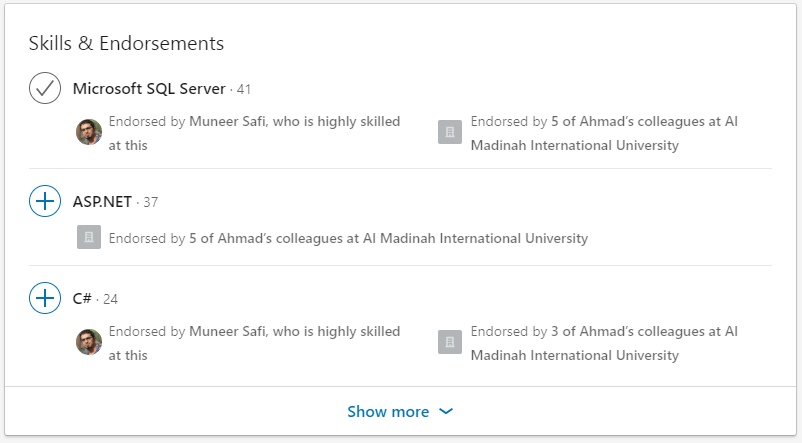 Skills & Endorsements
Microsoft SQL Server · 41
Endorsed by Muneer Safi, who is highly skilled
at this
Endorsed by 5 of Ahmad's colleagues at Al
Madinah International University
ASP.NET · 37
Endorsed by 5 of Ahmad's colleagues at Al Madinah International University
C# · 24
Endorsed by Muneer Safi, who is highly skilled
at this
Endorsed by 3 of Ahmad's colleagues at Al
Madinah International University
Show more